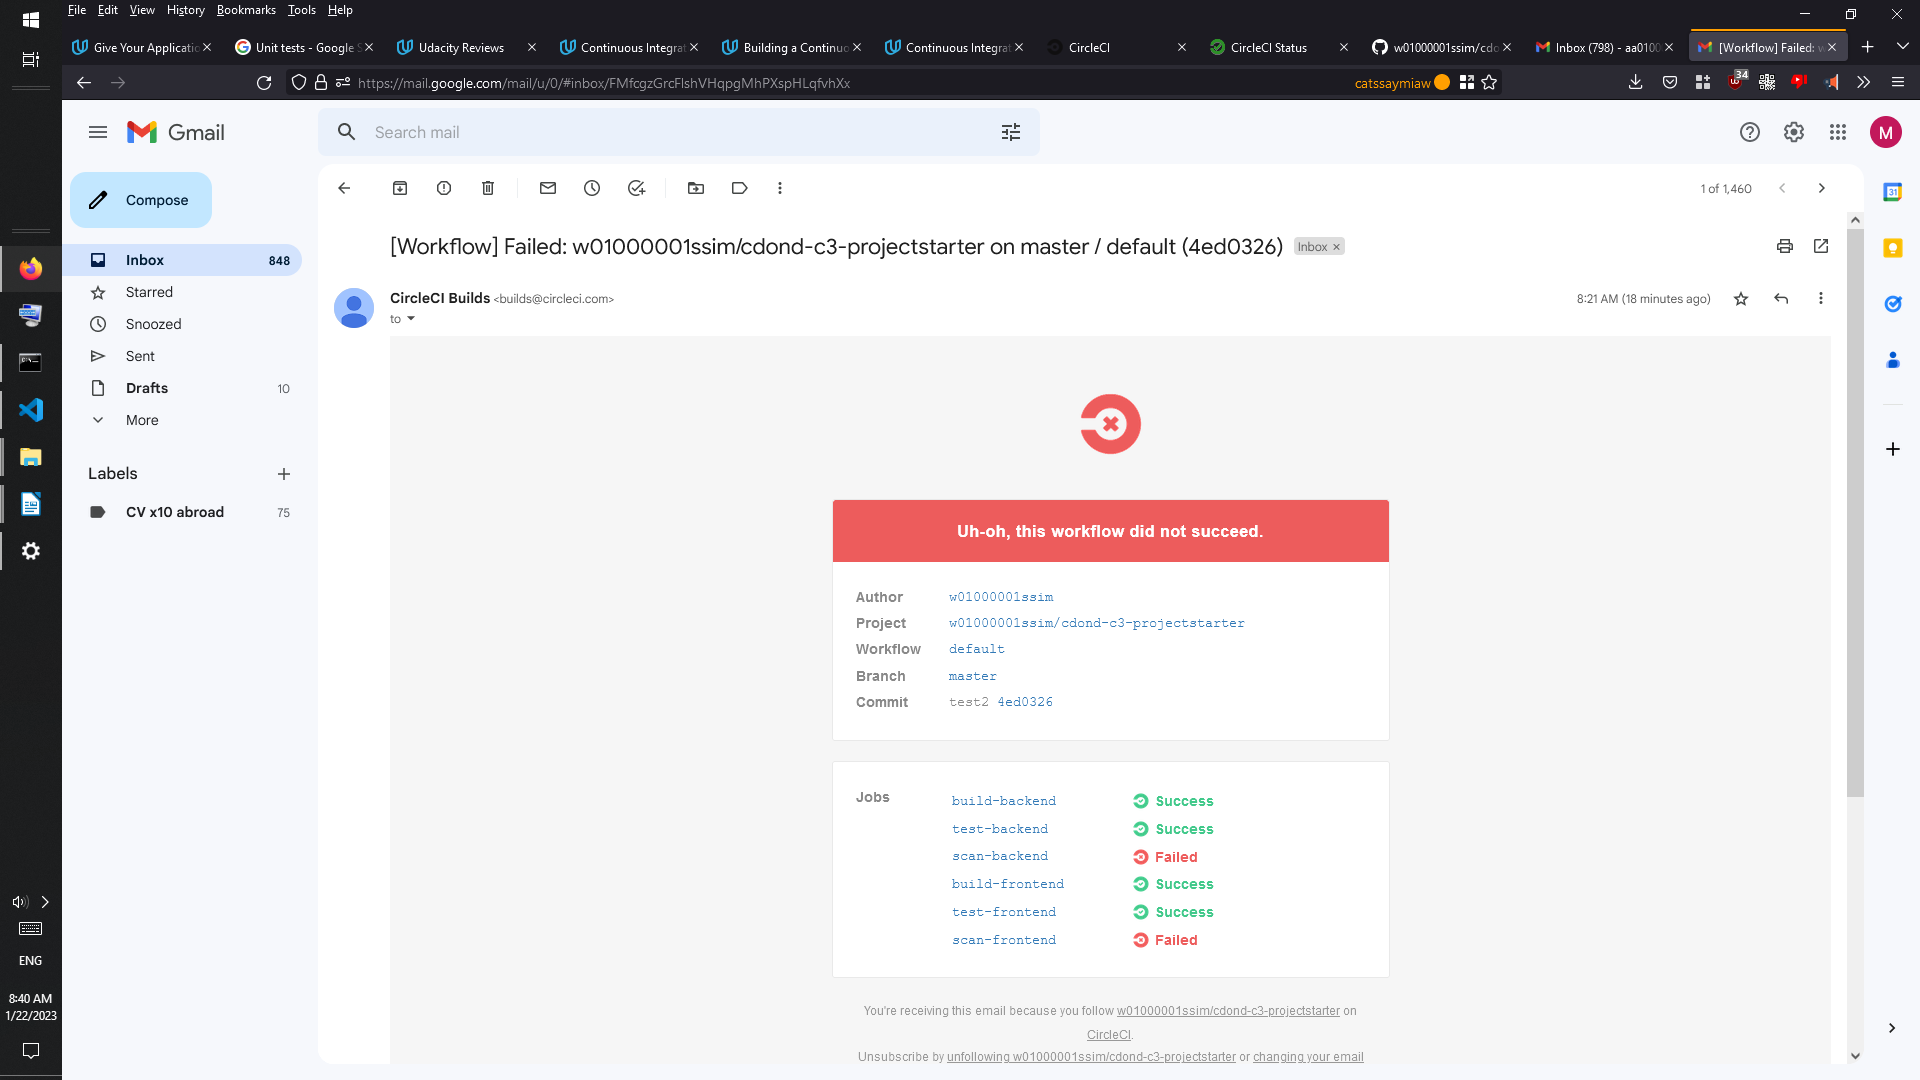 File Edit View History Bookmarks Tools Help
Give Your Applicatio
Unit tests - Google S
Udacity Reviews
Continuous Integrat
Building a Continuo
Continuous Integrat
CircleCI
CircleCI Status
w01000001ssim/cdo
Inbox (798) - aa0100
[Workflow] Failed: w
https://mail.google.com/mail/u/0/#inbox/FMfcgzGrcFlshVHqpgMhPXspHLqfvhXx
catssaymiaw
34
Gmail
Search mail
M
Compose
1 of 1,460
31
Inbox 848
Starred
Snoozed
Sent
Drafts 10
More
Labels
CV x10 abroad 75
[Workflow] Failed: w01000001ssim/cdond-c3-projectstarter on master / default (4ed0326) Inbox
CircleCI Builds <builds@circleci.com>
8:21 AM (18 minutes ago)
to
Uh-oh, this workflow did not succeed.
Author w01000001ssim
Project w01000001ssim/cdond-c3-projectstarter
Workflow default
Branch master
Commit test2 4ed0326
Jobs
build-backend Success
test-backend Success
scan-backend Failed
build-frontend Success
test-frontend Success
scan-frontend Failed
You're receiving this email because you follow w01000001ssim/cdond-c3-projectstarter on
CircleCI.
Unsubscribe by unfollowing w01000001ssim/cdond-c3-projectstarter or changing your email
ENG
8:40 AM
1/22/2023